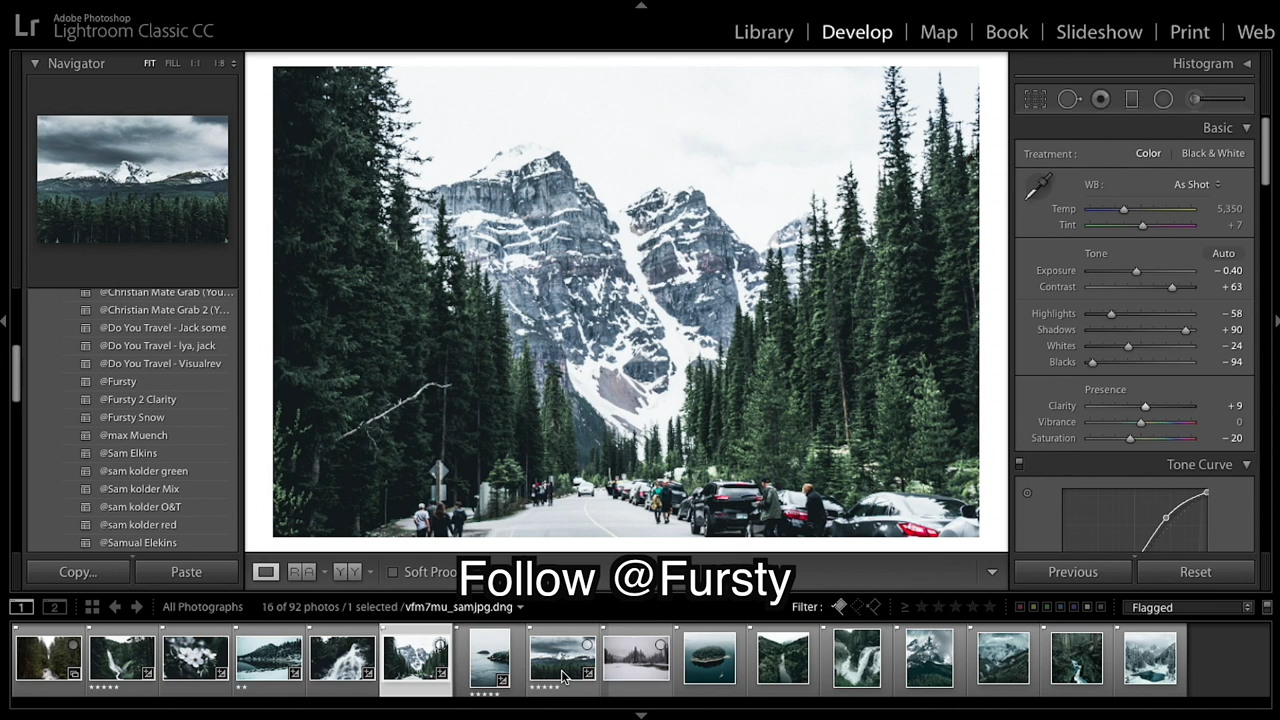 Lr
Adobe Photoshop
Lightroom Classic CC
Library | Develop | Map | Book | Slideshow | Print | Web
Navigator FIT FILL 1:1 1:8
@Christian Mate Grab (You...
@Christian Mate Grab 2 (Y...
@Do You Travel - Jack some
@Do You Travel - lya, jack
@Do You Travel - Visualrev
@Fursty
@Fursty 2 Clarity
@Fursty Snow
@max Muench
@Sam Elkins
@sam kolder green
@Sam kolder Mix
@sam kolder O&T
@sam kolder red
@Samual Elekins
Copy... Paste
Histogram
Basic
Treatment : Color | Black & White
WB : As Shot
Temp 5,350
Tint + 7
Tone Auto
Exposure − 0.40
Contrast + 63
Highlights − 58
Shadows + 90
Whites − 24
Blacks − 94
Presence
Clarity + 9
Vibrance 0
Saturation − 20
Tone Curve
Previous Reset
RA YY Soft Proo
Follow @Fursty
1 2 All Photographs 16 of 92 photos /1 selected /vfm7mu_samjpg.dng Filter : ≥ Flagged